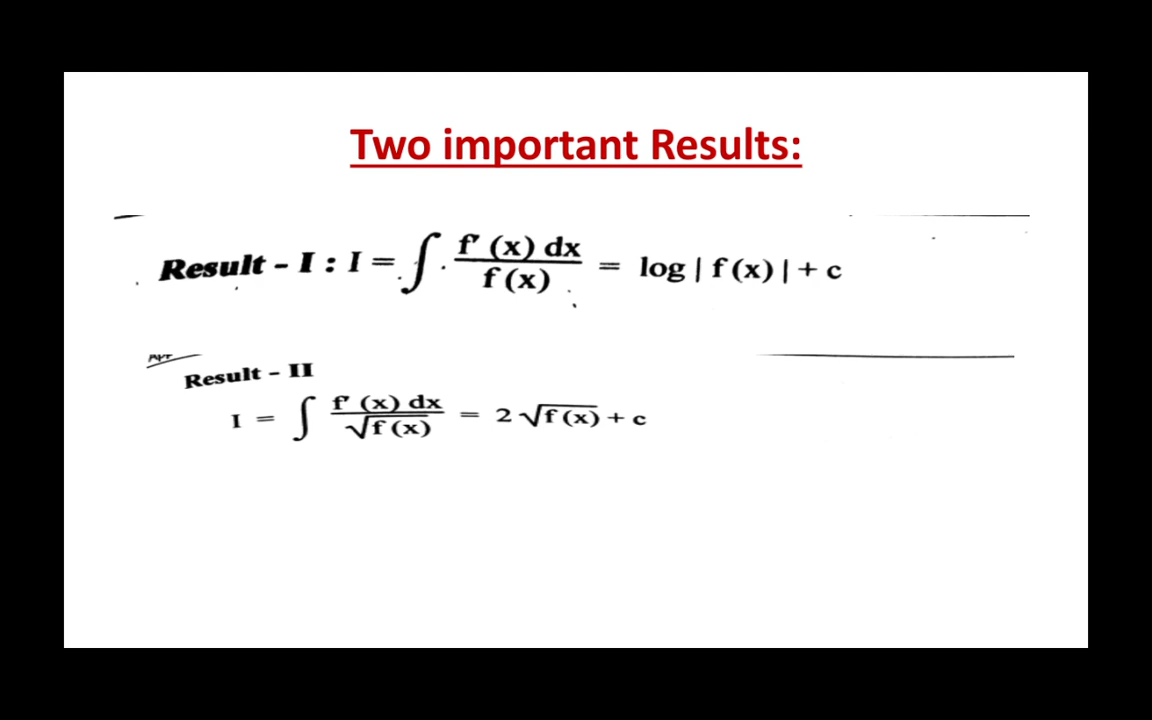 Two important Results:
Result - I : I = ∫ f' (x) dx / f (x) = log | f (x) | + c
Result - II
I = ∫ f' (x) dx / √f (x) = 2 √f (x) + c